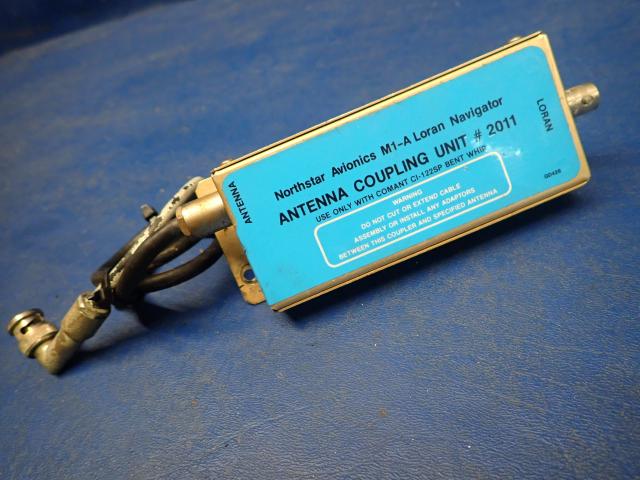 Northstar Avionics M1-A Loran Navigator
ANTENNA COUPLING UNIT # 2011
USE ONLY WITH COMANT CI-122SP BENT WHIP
WARNING
DO NOT CUT OR EXTEND CABLE
ASSEMBLY OR INSTALL ANY ADAPTORS
BETWEEN THIS COUPLER AND SPECIFIED ANTENNA
ANTENNA
LORAN
GD426